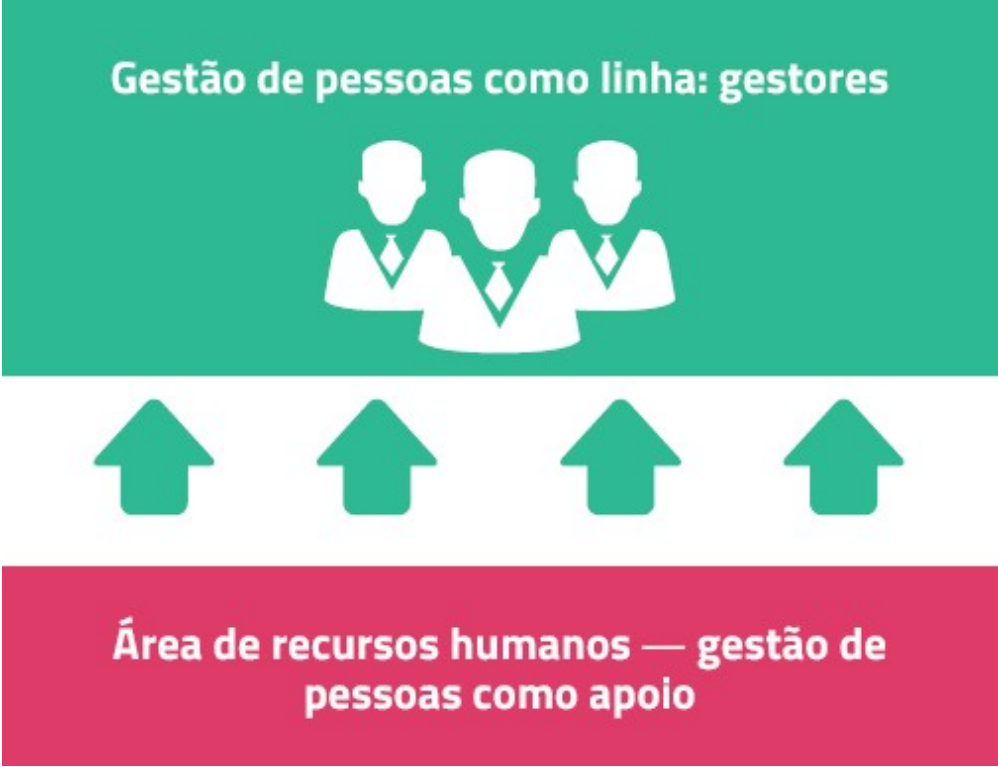 Gestão de pessoas como linha: gestores
Área de recursos humanos — gestão de
pessoas como apoio